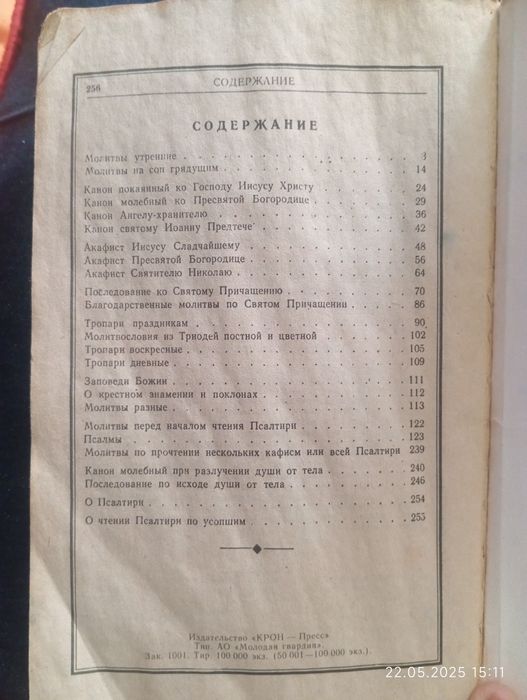 256 СОДЕРЖАНИЕ
СОДЕРЖАНИЕ
Молитвы утренние . . . . . . . . . . . . . . 3
Молитвы на сон грядущим . . . . . . . . . . . 14
Канон покаянный ко Господу Иисусу Христу . . . . . 24
Канон молебный ко Пресвятой Богородице . . . . . . 29
Канон Ангелу-хранителю . . . . . . . . . . . . 36
Канон святому Иоанну Предтече . . . . . . . . . 42
Акафист Иисусу Сладчайшему . . . . . . . . . . 48
Акафист Пресвятой Богородице . . . . . . . . . . 56
Акафист Святителю Николаю . . . . . . . . . . 64
Последование ко Святому Причащению . . . . . . . 70
Благодарственные молитвы по Святом Причащении . . . . 86
Тропари праздникам . . . . . . . . . . . . . 90
Молитвословия из Триодей постной и цветной . . . . . 102
Тропари воскресные . . . . . . . . . . . . . 105
Тропари дневные . . . . . . . . . . . . . . 109
Заповеди Божии . . . . . . . . . . . . . . 111
О крестном знамении и поклонах . . . . . . . . . 112
Молитвы разные . . . . . . . . . . . . . . 113
Молитвы перед началом чтения Псалтири . . . . . . 122
Псалмы . . . . . . . . . . . . . . . . . 123
Молитвы по прочтении нескольких кафисм или всей Псалтири 239
Канон молебный при разлучении души от тела . . . . . 240
Последование по исходе души от тела . . . . . . . 246
О Псалтири . . . . . . . . . . . . . . . . 254
О чтении Псалтири по усопшим . . . . . . . . . 255
Издательство «КРОН — Пресс»
Тип. АО «Молодая гвардия».
Зак. 1001. Тир. 100 000 экз. (50 001—100 000 экз.)
22.05.2025 15:11